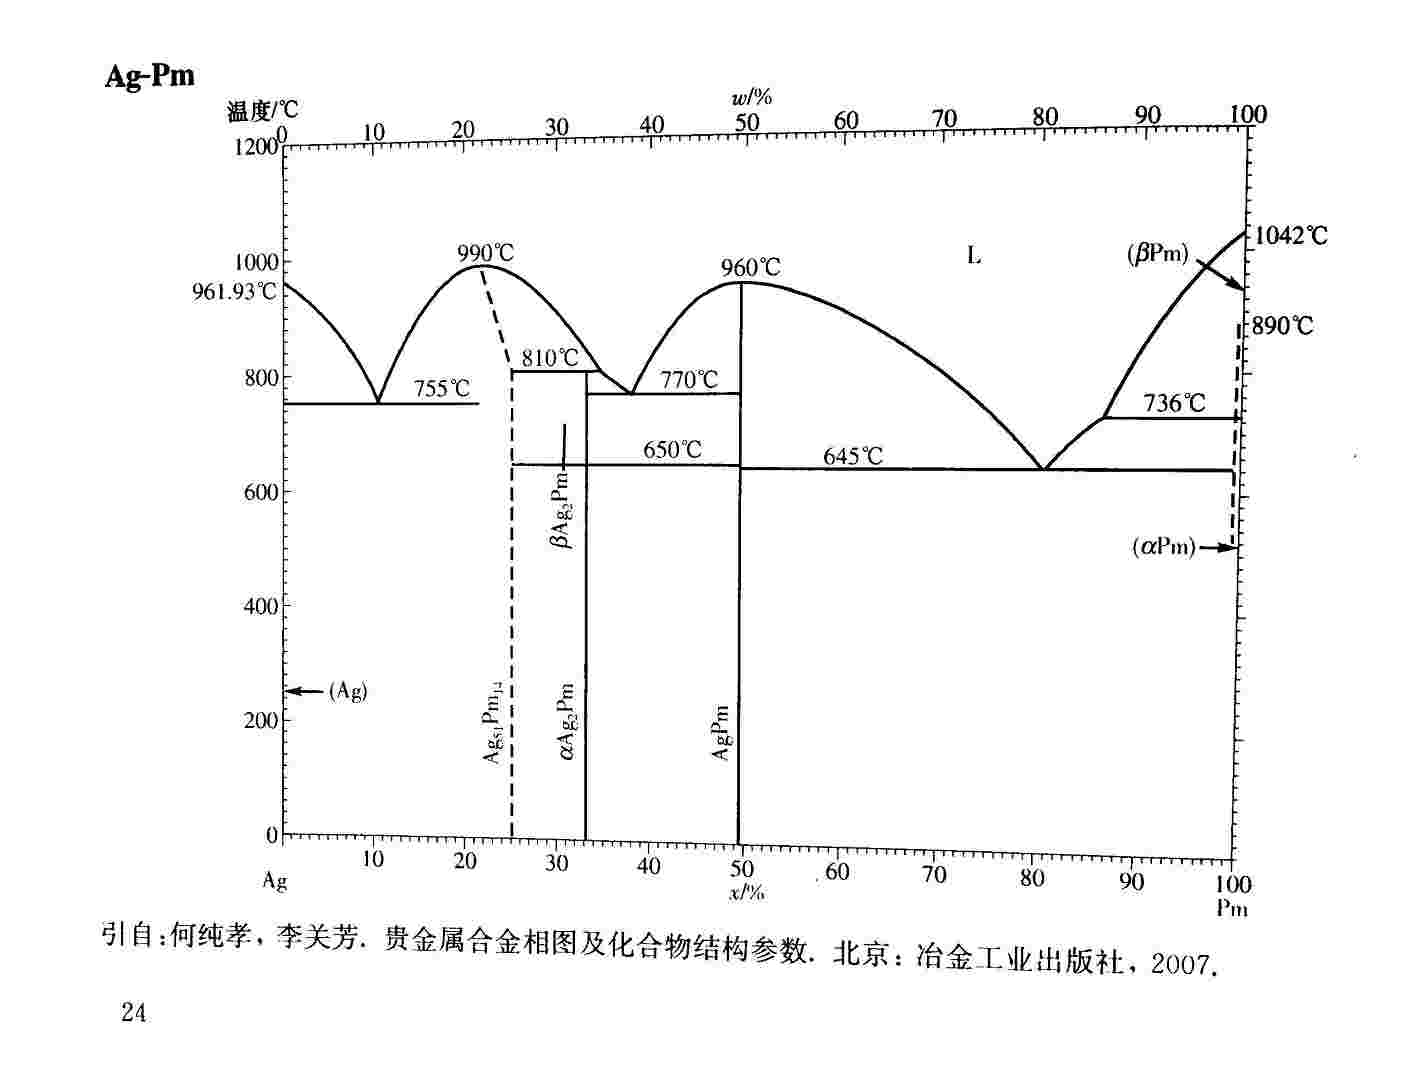 Ag-Pm
w/%
温度/℃
0 10 20 30 40 50 60 70 80 90 100
1200
1000
961.93℃
800
600
400
200
0
990℃
960℃
L
(βPm)
1042℃
890℃
810℃
770℃
755℃
736℃
650℃
645℃
βAg₂Pm
(αPm)
(Ag)
Ag₅₁Pm₁₄
αAg₂Pm
AgPm
10 20 30 40 50 60 70 80 90 100
Ag
x/%
Pm
引自:何纯孝，李关芳. 贵金属合金相图及化合物结构参数. 北京: 冶金工业出版社，2007.
24